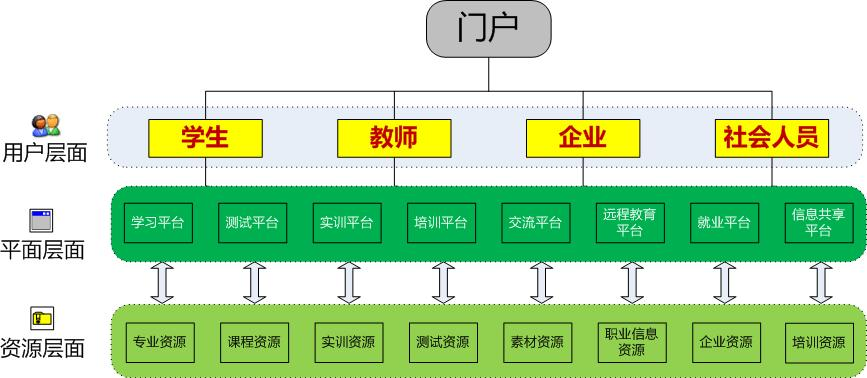 门户
用户层面
学生
教师
企业
社会人员
平面层面
学习平台
测试平台
实训平台
培训平台
交流平台
远程教育
平台
就业平台
信息共享
平台
资源层面
专业资源
课程资源
实训资源
测试资源
素材资源
职业信息
资源
企业资源
培训资源